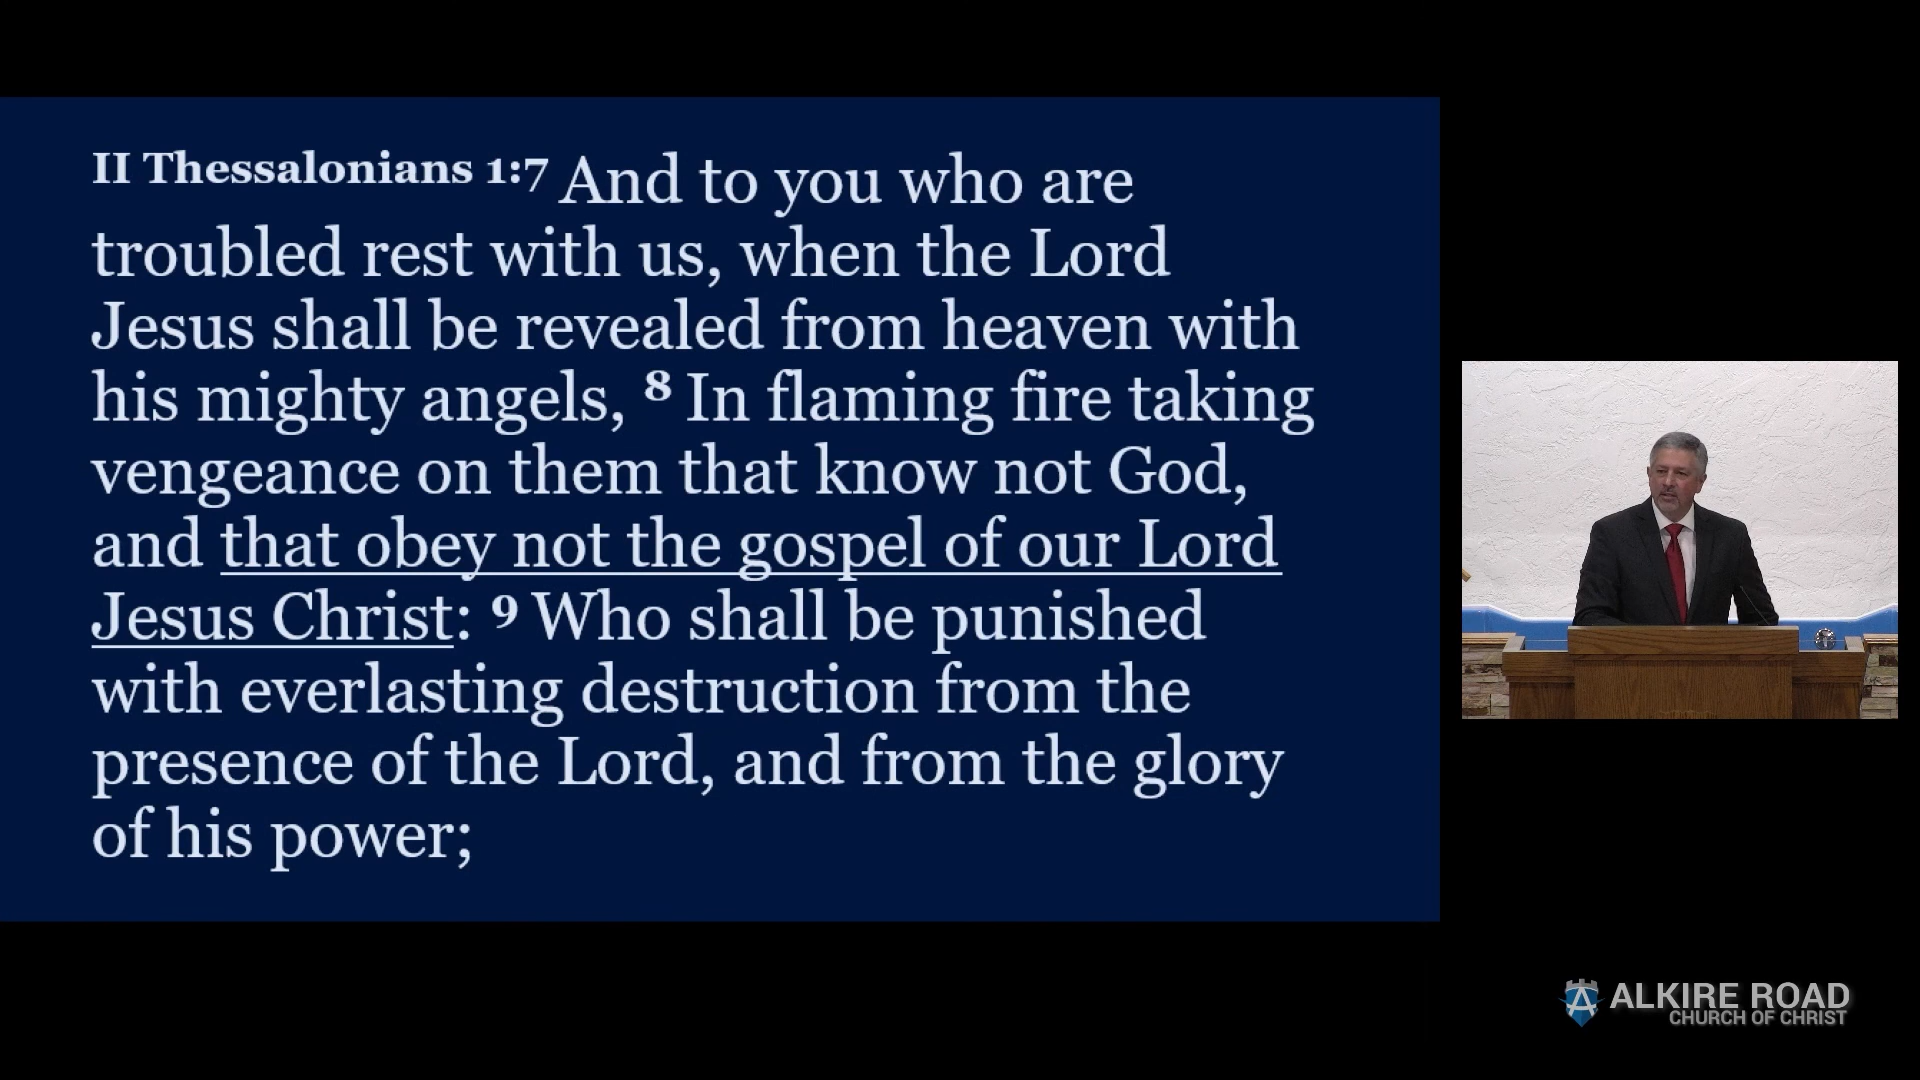 II Thessalonians 1:7 And to you who are
troubled rest with us, when the Lord
Jesus shall be revealed from heaven with
his mighty angels, 8 In flaming fire taking
vengeance on them that know not God,
and that obey not the gospel of our Lord
Jesus Christ: 9 Who shall be punished
with everlasting destruction from the
presence of the Lord, and from the glory
of his power;
ALKIRE ROAD
CHURCH OF CHRIST